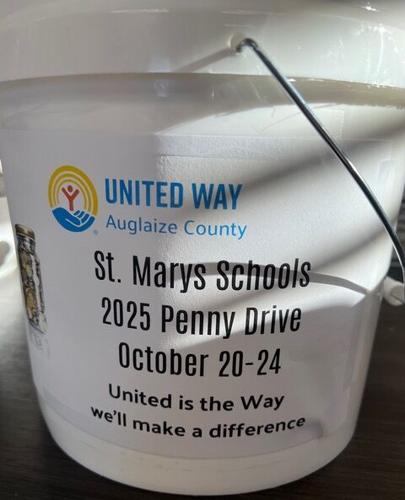 UNITED WAY
Auglaize County
St. Marys Schools
2025 Penny Drive
October 20-24
United is the Way
we'll make a difference